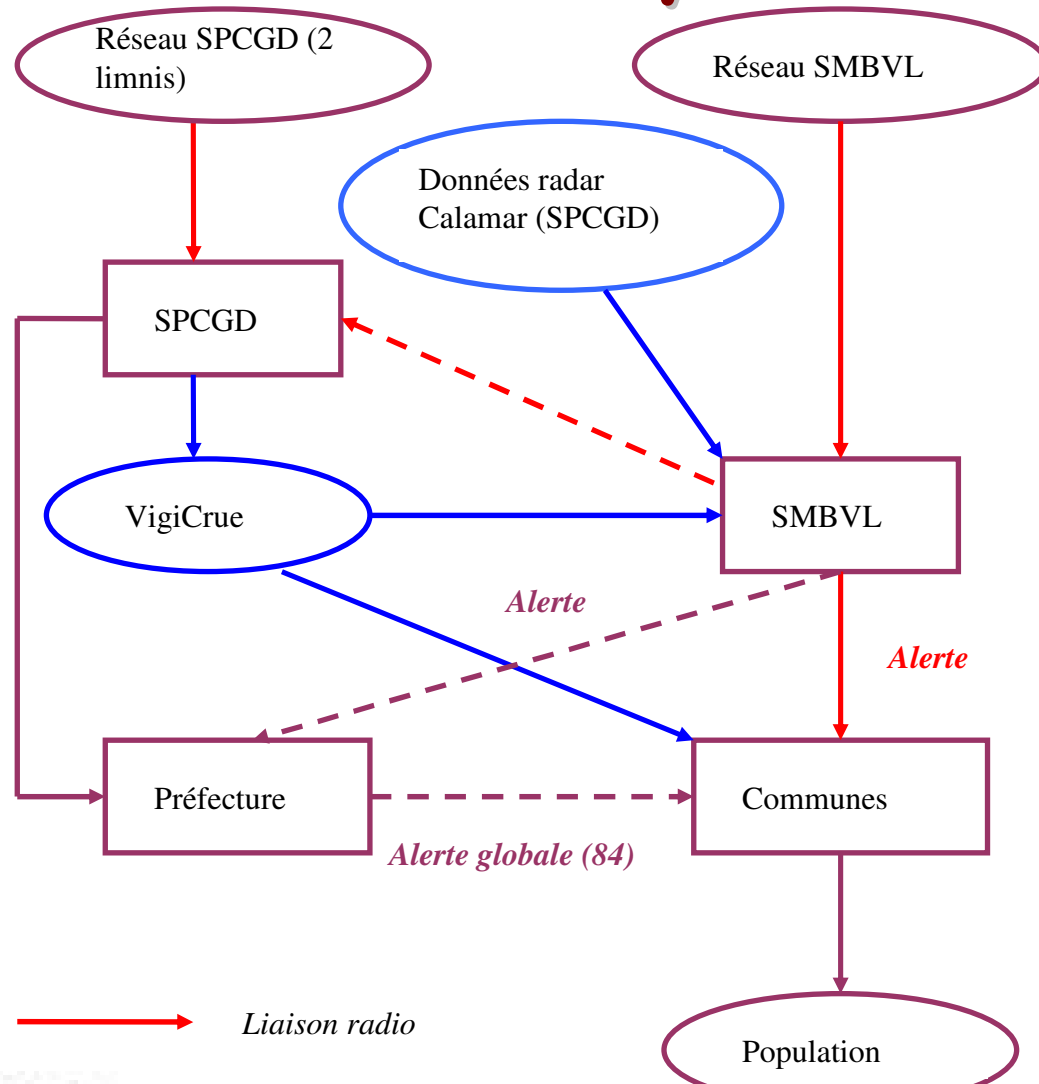 Réseau SPCGD (2
limnis)
Réseau SMBVL
Données radar
Calamar (SPCGD)
SPCGD
VigiCrue
SMBVL
Alerte
Alerte
Préfecture
Communes
Alerte globale (84)
Liaison radio
Population